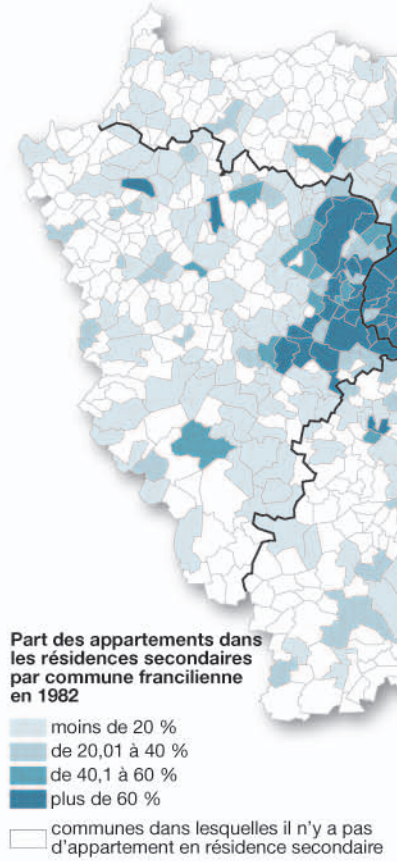 Part des appartements dans
les résidences secondaires
par commune francilienne
en 1982
moins de 20 %
de 20,01 à 40 %
de 40,1 à 60 %
plus de 60 %
communes dans lesquelles il n'y a pas
d'appartement en résidence secondaire